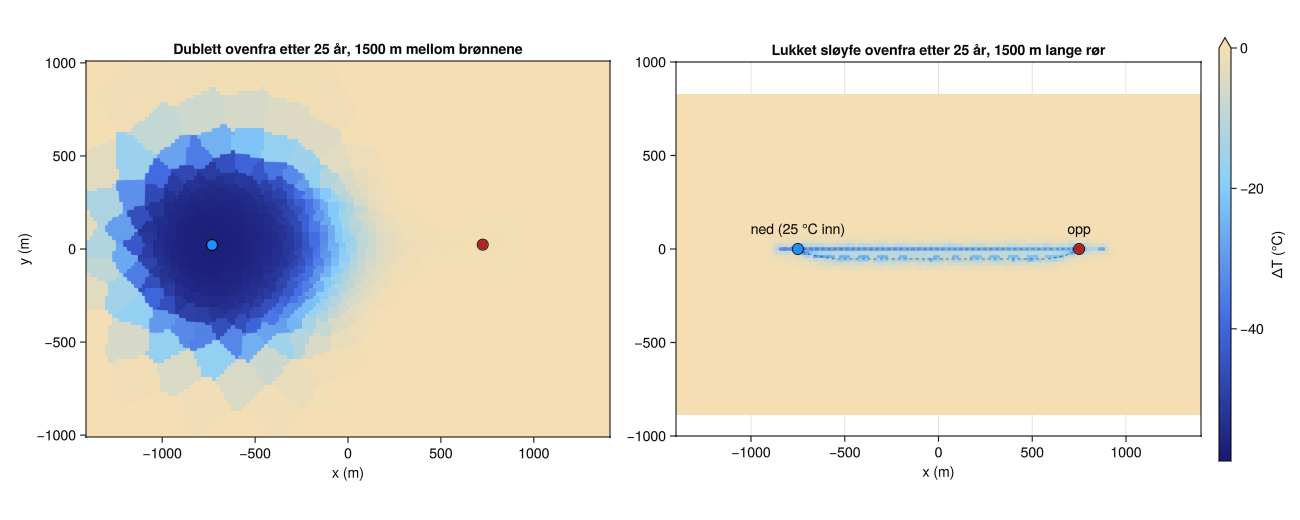 Dublett ovenfra etter 25 år, 1500 m mellom brønnene
1000
500
0
−500
−1000
y (m)
−1000
−500
0
500
1000
x (m)
Lukket sløyfe ovenfra etter 25 år, 1500 m lange rør
1000
500
0
−500
−1000
ned (25 °C inn)
opp
−1000
−500
0
500
1000
x (m)
0
−20
−40
ΔT (°C)